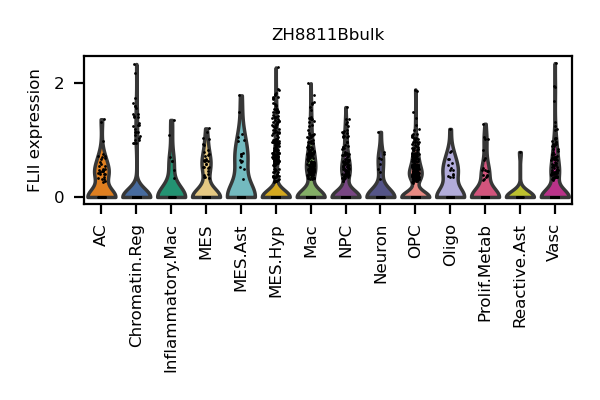 ZH8811Bbulk
FLII expression
2
0
AC
Chromatin.Reg
Inflammatory.Mac
MES
MES.Ast
MES.Hyp
Mac
NPC
Neuron
OPC
Oligo
Prolif.Metab
Reactive.Ast
Vasc